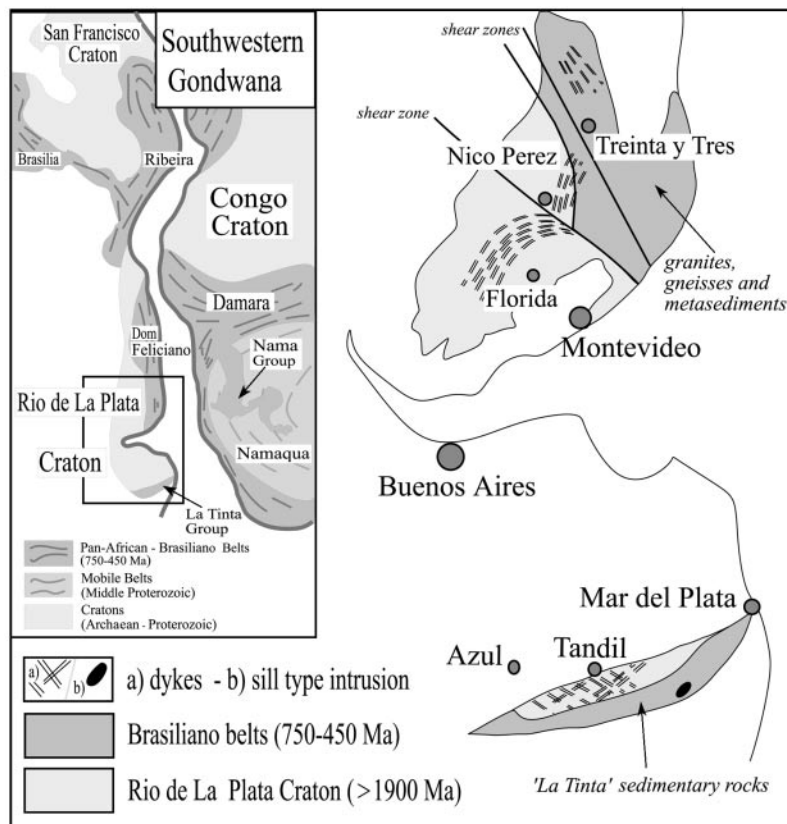 San Francisco
Craton
Southwestern
Gondwana
Brasilia
Ribeira
Congo
Craton
Damara
Dom
Feliciano
Nama
Group
Rio de La Plata
Craton
Namaqua
La Tinta
Group
Pan-African - Brasiliano Belts
(750-450 Ma)
Mobile Belts
(Middle Proterozoic)
Cratons
(Archaean - Proterozoic)
shear zones
shear zone
Nico Perez
Treinta y Tres
Florida
granites,
gneisses and
metasediments
Montevideo
Buenos Aires
Mar del Plata
Azul
Tandil
'La Tinta' sedimentary rocks
a) b) a) dykes - b) sill type intrusion
Brasiliano belts (750-450 Ma)
Rio de La Plata Craton (>1900 Ma)